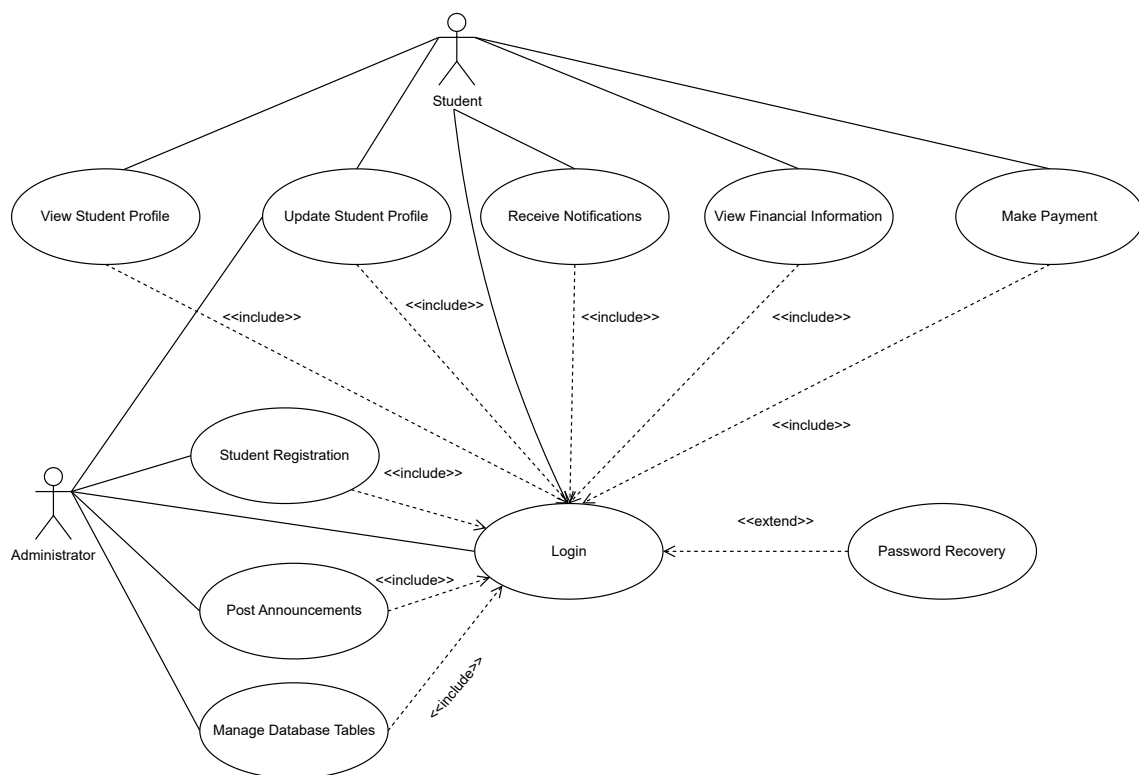 Student
View Student Profile
Update Student Profile
Receive Notifications
View Financial Information
Make Payment
<<include>>
<<include>>
<<include>>
<<include>>
<<include>>
Student Registration
<<include>>
Administrator
Login
<<extend>>
Password Recovery
<<include>>
Post Announcements
<<include>>
Manage Database Tables